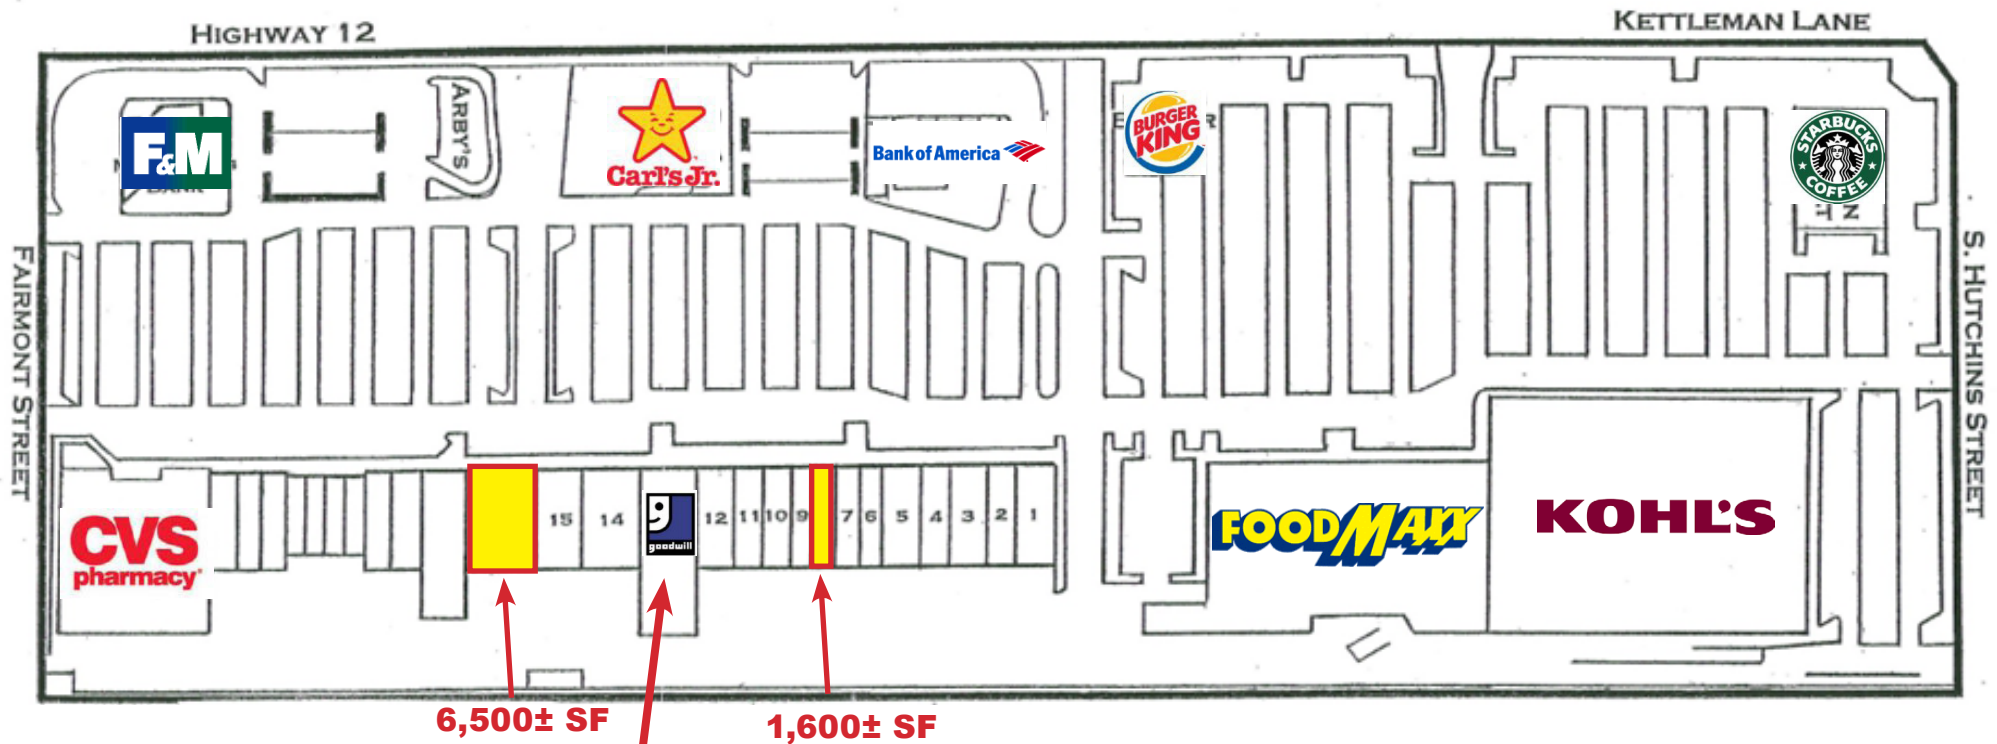 HIGHWAY 12
KETTLEMAN LANE
F&M
BANK
ARBY'S
Carl's Jr.
Bank of America
BURGER
KING
STARBUCKS
COFFEE
FAIRMONT STREET
S. HUTCHINS STREET
CVS
pharmacy
15
14
goodwill
12
11
10
9
7
6
5
4
3
2
1
FOODMAXX
KOHL'S
6,500± SF
1,600± SF